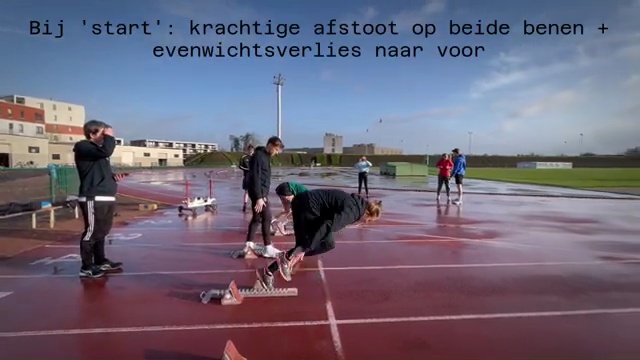 Bij 'start': krachtige afstoot op beide benen +
evenwichtsverlies naar voor